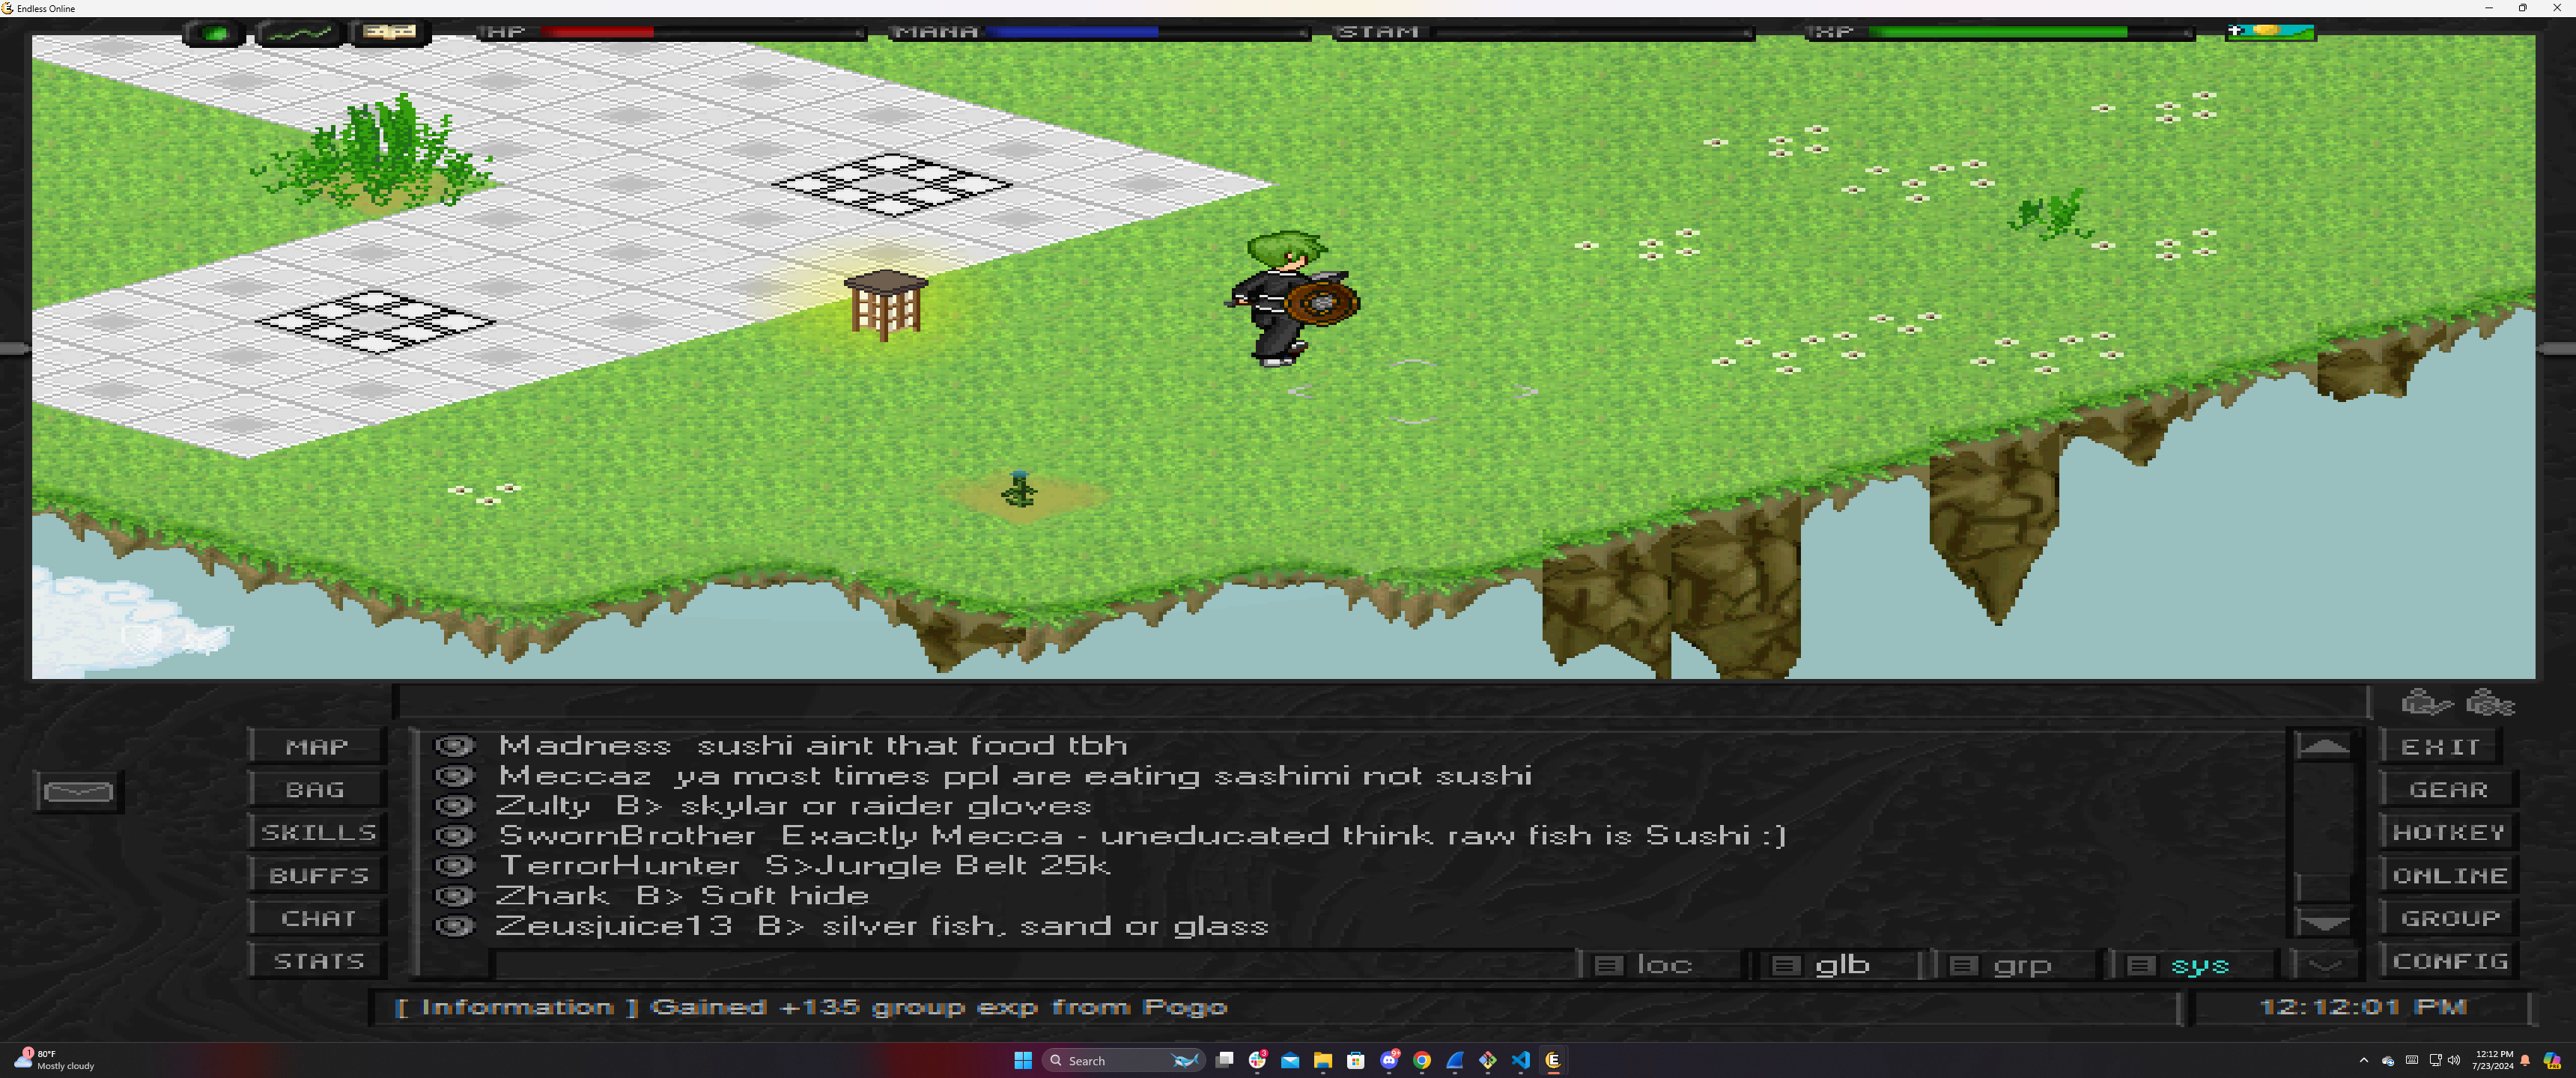 Endless Online
HP
MANA
STAM
XP
MAP
BAG
SKILLS
BUFFS
CHAT
STATS
Madness sushi aint that food tbh
Meccaz ya most times ppl are eating sashimi not sushi
Zulty B> skylar or raider gloves
SwornBrother Exactly Mecca - uneducated think raw fish is Sushi :)
TerrorHunter S>Jungle Belt 25k
Zhark B> Soft hide
Zeusjuice13 B> silver fish, sand or glass
loc
glb
grp
sys
EXIT
GEAR
HOTKEY
ONLINE
GROUP
CONFIG
[ Information ] Gained +135 group exp from Pogo
12:12:01 PM
1
80°F
Mostly cloudy
Search
3
9+
12:12 PM
7/23/2024